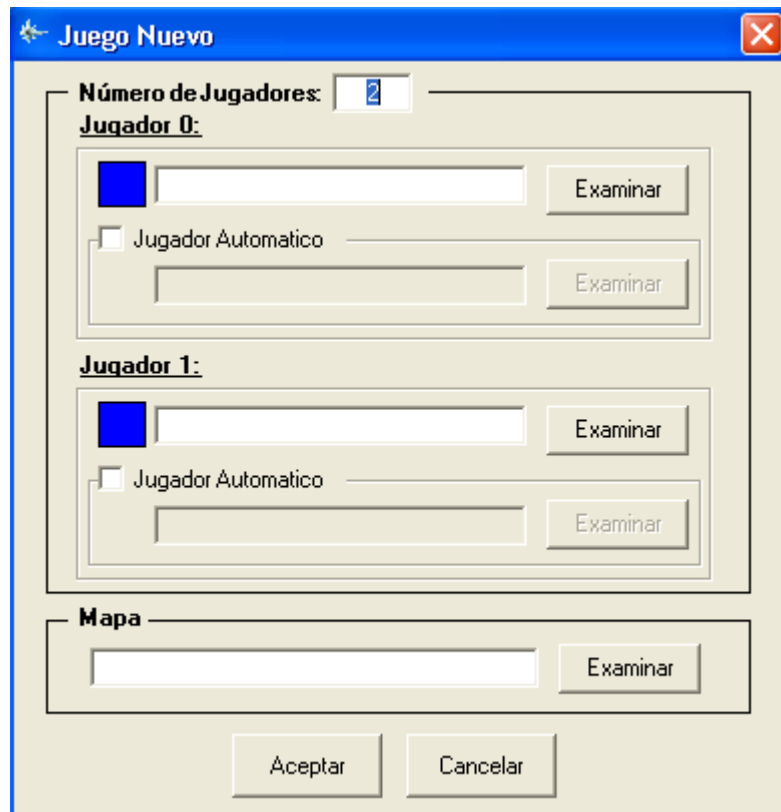 Juego Nuevo
Número de Jugadores: 2
Jugador 0:
Examinar
Jugador Automatico
Examinar
Jugador 1:
Examinar
Jugador Automatico
Examinar
Mapa
Examinar
Aceptar Cancelar